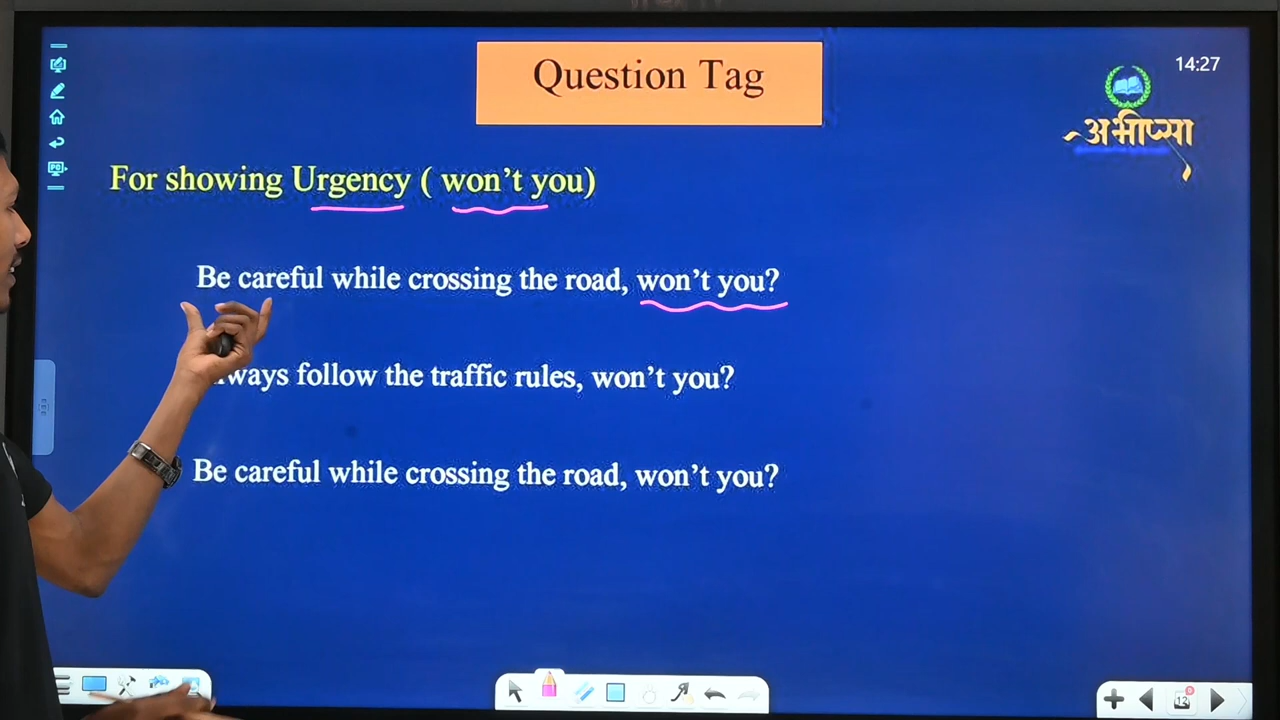 Question Tag
14:27
अभीप्सा
For showing Urgency ( won't you)
Be careful while crossing the road, won't you?
follow the traffic rules, won't you?
Be careful while crossing the road, won't you?
12